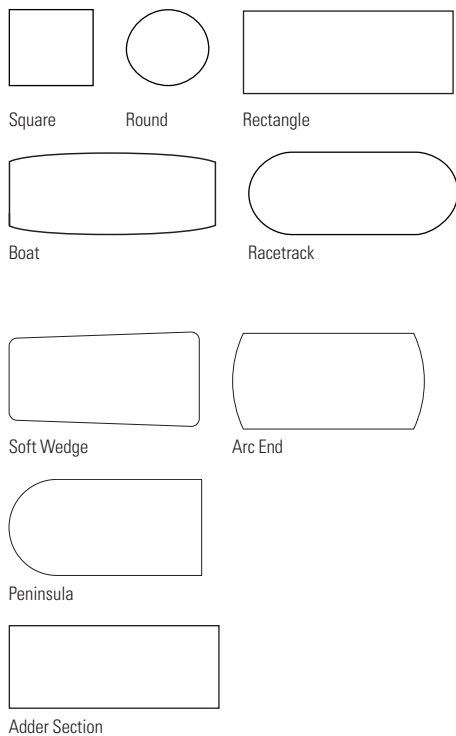 Square Round Rectangle
Boat Racetrack
Soft Wedge Arc End
Peninsula
Adder Section